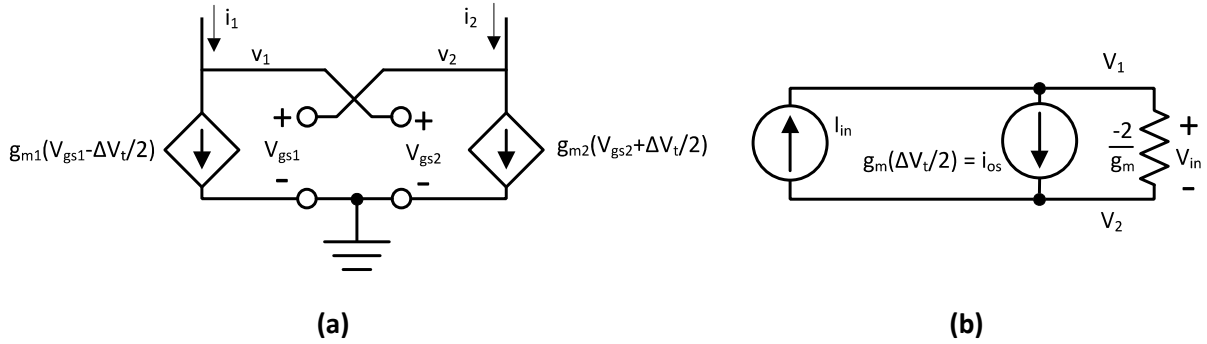 i1
i2
v1
v2
+
+
gm1(Vgs1-ΔVt/2)
Vgs1
Vgs2
gm2(Vgs2+ΔVt/2)
-
-
(a)
V1
Iin
gm(ΔVt/2) = ios
-2
gm
+
Vin
-
V2
(b)